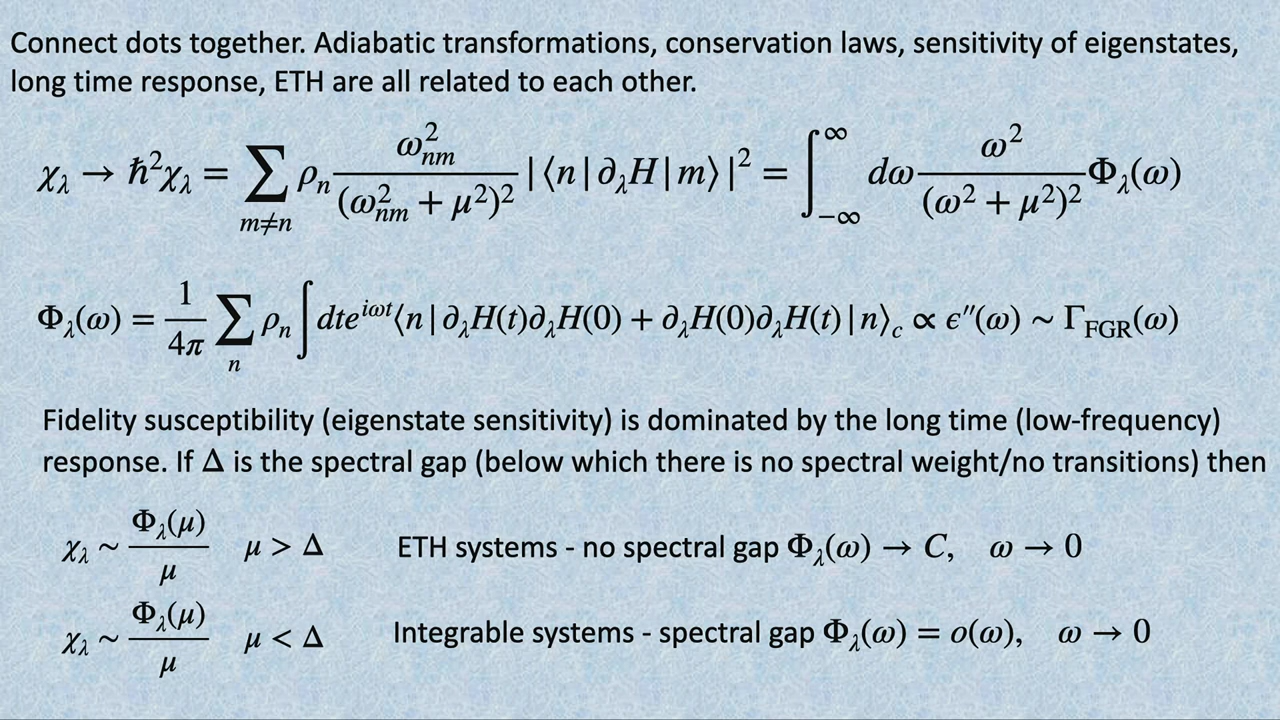 Connect dots together. Adiabatic transformations, conservation laws, sensitivity of eigenstates,
long time response, ETH are all related to each other.
χ_λ → ħ²χ_λ = ∑_{m≠n} ρ_n ω²_{nm} / (ω²_{nm} + μ²)² |⟨n|∂_λH|m⟩|² = ∫_{−∞}^{∞} dω ω² / (ω² + μ²)² Φ_λ(ω)
Φ_λ(ω) = 1/4π ∑_n ρ_n ∫ dte^{iωt}⟨n|∂_λH(t)∂_λH(0) + ∂_λH(0)∂_λH(t)|n⟩_c ∝ ϵ″(ω) ∼ Γ_FGR(ω)
Fidelity susceptibility (eigenstate sensitivity) is dominated by the long time (low-frequency)
response. If Δ is the spectral gap (below which there is no spectral weight/no transitions) then
χ_λ ∼ Φ_λ(μ)/μ μ > Δ ETH systems - no spectral gap Φ_λ(ω) → C, ω → 0
χ_λ ∼ Φ_λ(μ)/μ μ < Δ Integrable systems - spectral gap Φ_λ(ω) = o(ω), ω → 0